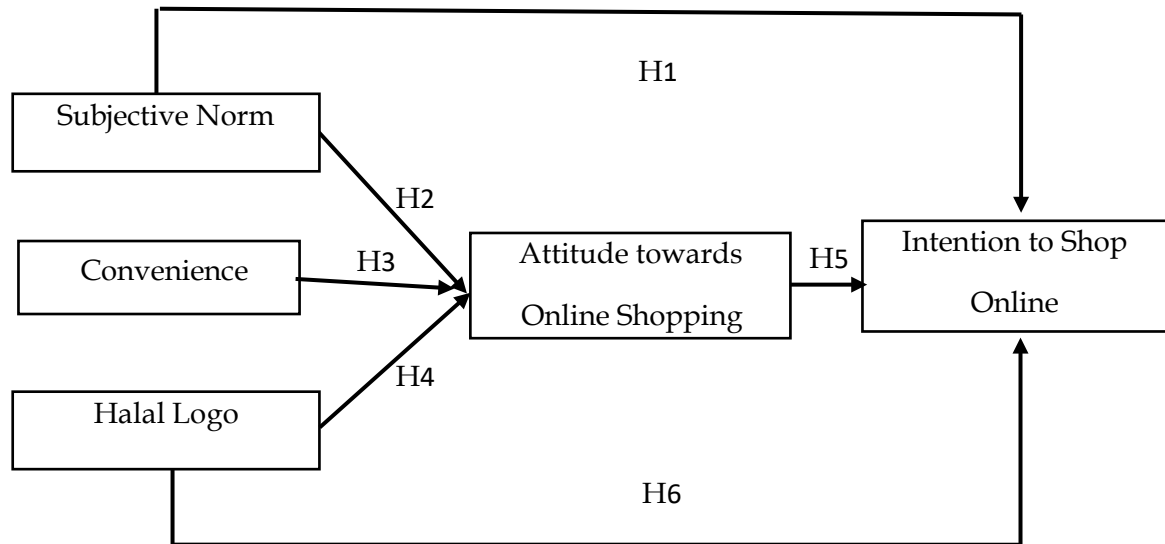 H1
Subjective Norm
H2
Convenience
H3
Attitude towards
Online Shopping
H5
Intention to Shop
Online
H4
Halal Logo
H6